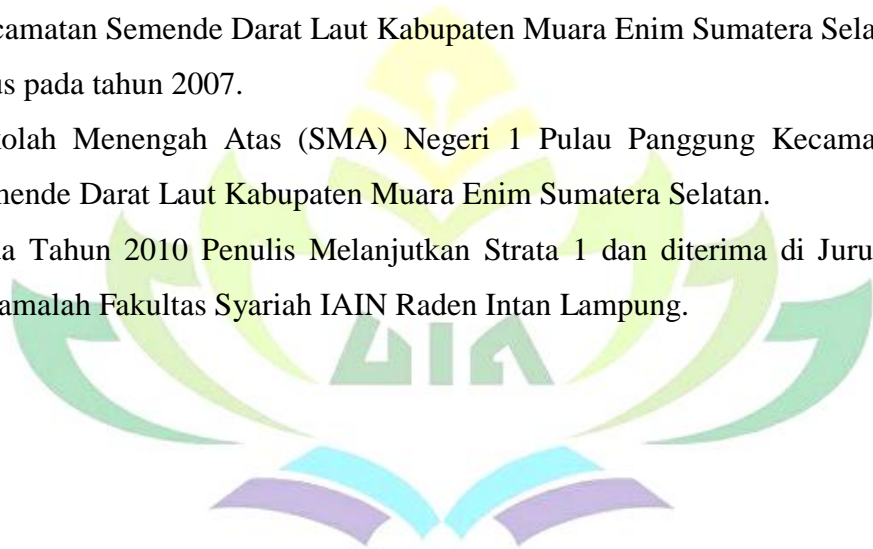 camatan Semende Darat Laut Kabupaten Muara Enim Sumatera Sela
us pada tahun 2007.
olah Menengah Atas (SMA) Negeri 1 Pulau Panggung Kecama
mende Darat Laut Kabupaten Muara Enim Sumatera Selatan.
a Tahun 2010 Penulis Melanjutkan Strata 1 dan diterima di Juru
amalah Fakultas Syariah IAIN Raden Intan Lampung.
UIN